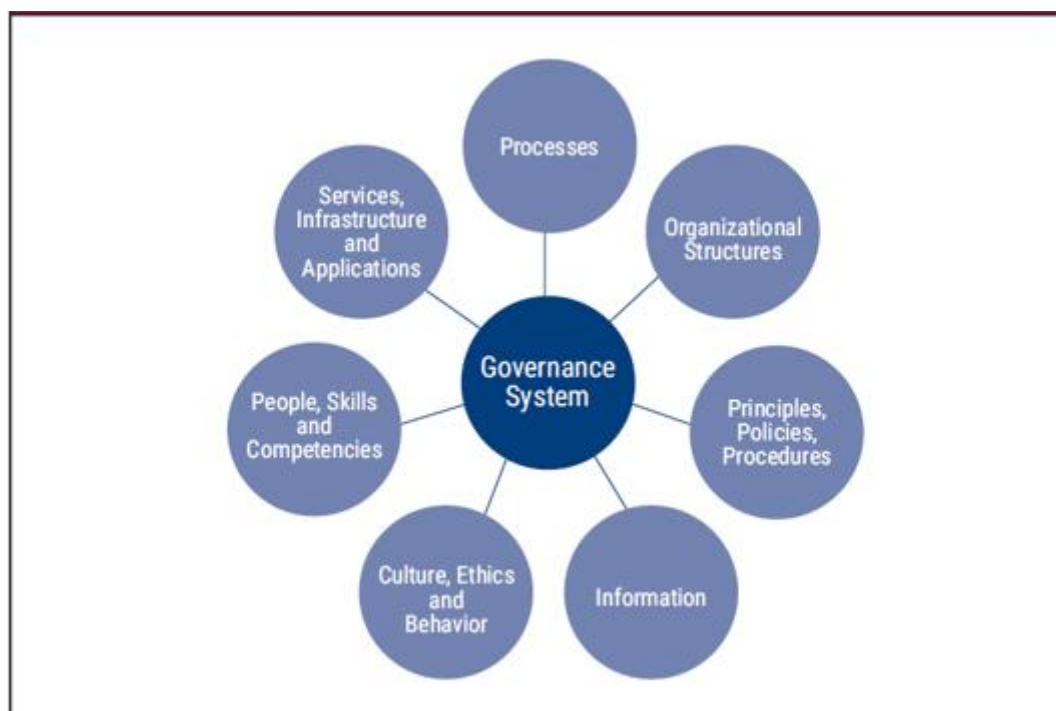 Processes
Organizational
Structures
Principles,
Policies,
Procedures
Information
Culture, Ethics
and
Behavior
People, Skills
and
Competencies
Services,
Infrastructure
and
Applications
Governance
System